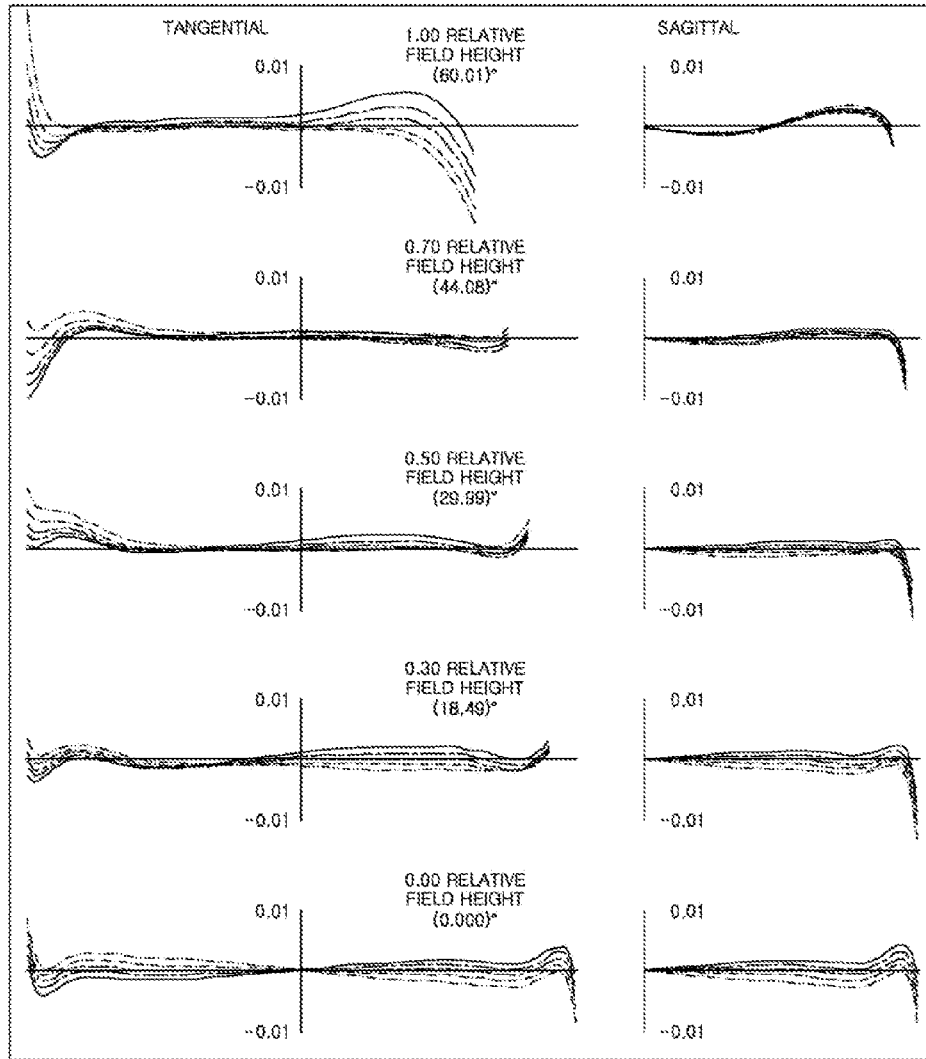 TANGENTIAL
1.00 RELATIVE
FIELD HEIGHT
(60.01)°
SAGITTAL
0.01
0.01
-0.01
-0.01
0.70 RELATIVE
FIELD HEIGHT
(44.08)°
0.01
0.01
-0.01
-0.01
0.50 RELATIVE
FIELD HEIGHT
(29.99)°
0.01
0.01
-0.01
-0.01
0.30 RELATIVE
FIELD HEIGHT
(18.49)°
0.01
0.01
-0.01
-0.01
0.00 RELATIVE
FIELD HEIGHT
(0.000)°
0.01
0.01
-0.01
-0.01